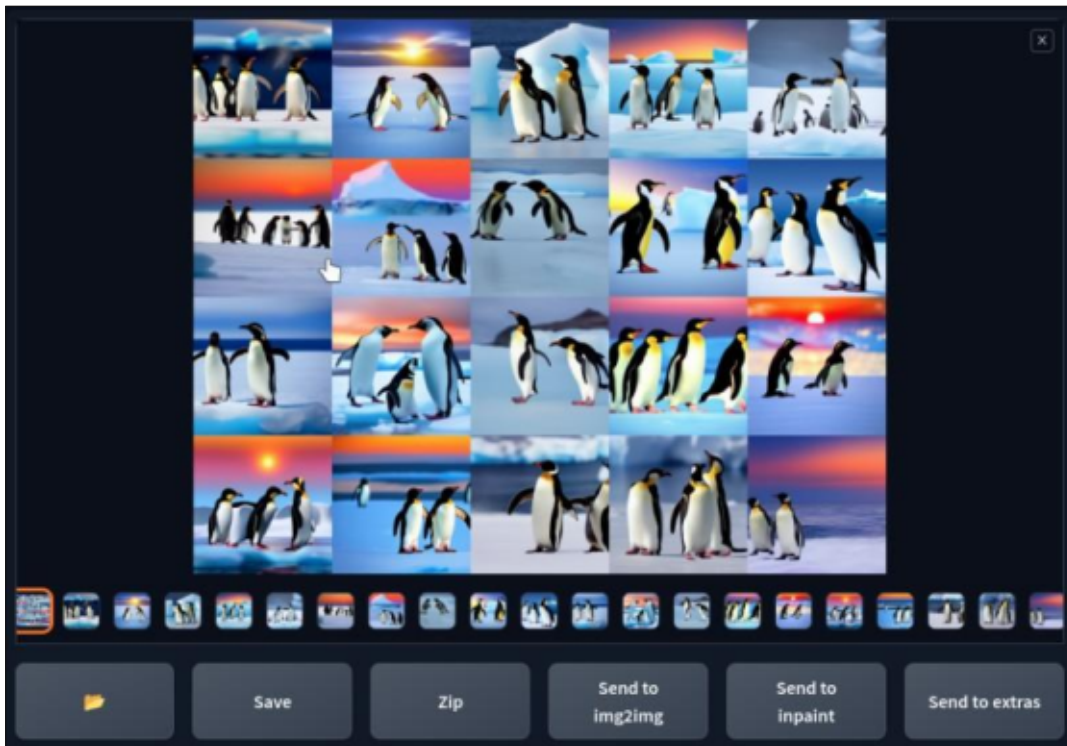 Save
Zip
Send to
img2img
Send to
inpaint
Send to extras